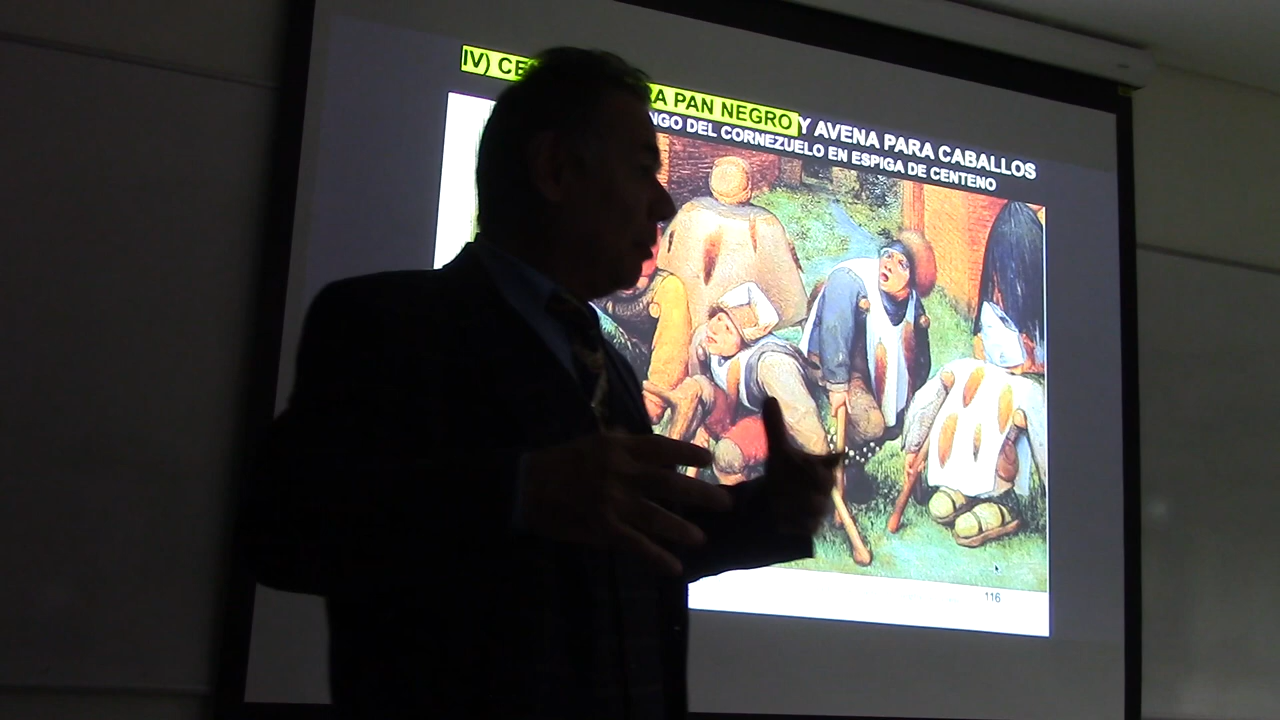 IV) CE RA PAN NEGRO Y AVENA PARA CABALLOS
NGO DEL CORNEZUELO EN ESPIGA DE CENTENO
116